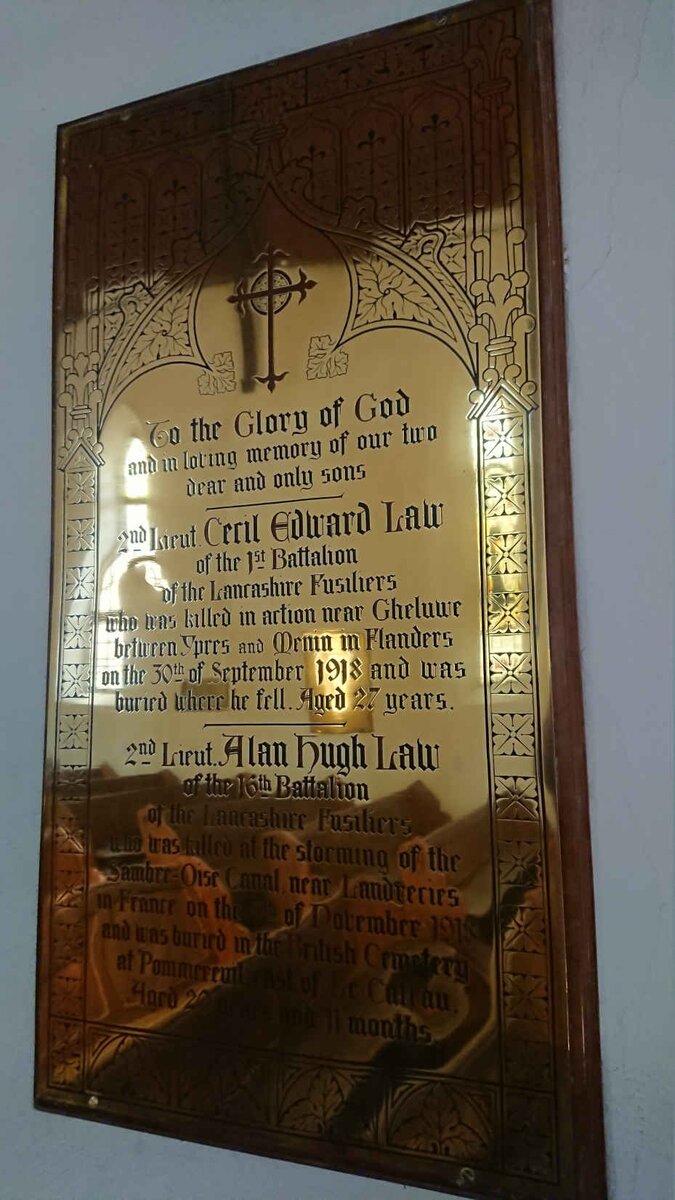 To the Glory of God
and in loving memory of our two
dear and only sons
2nd Lieut. Cecil Edward Law
of the 1st Battalion
of the Lancashire Fusiliers
who was killed in action near Gheluwe
between Ypres and Menin in Flanders
on the 30th of September 1918 and was
buried where he fell. Aged 27 years.
2nd Lieut. Alan Hugh Law
of the 16th Battalion
of the Lancashire Fusiliers
who was killed at the storming of the
Sambre-Oise Canal, near Landrecies
in France on the of November 1918
and was buried in the British Cemetery
at Pommereuil East of Le Cateau.
Aged years and 11 months.